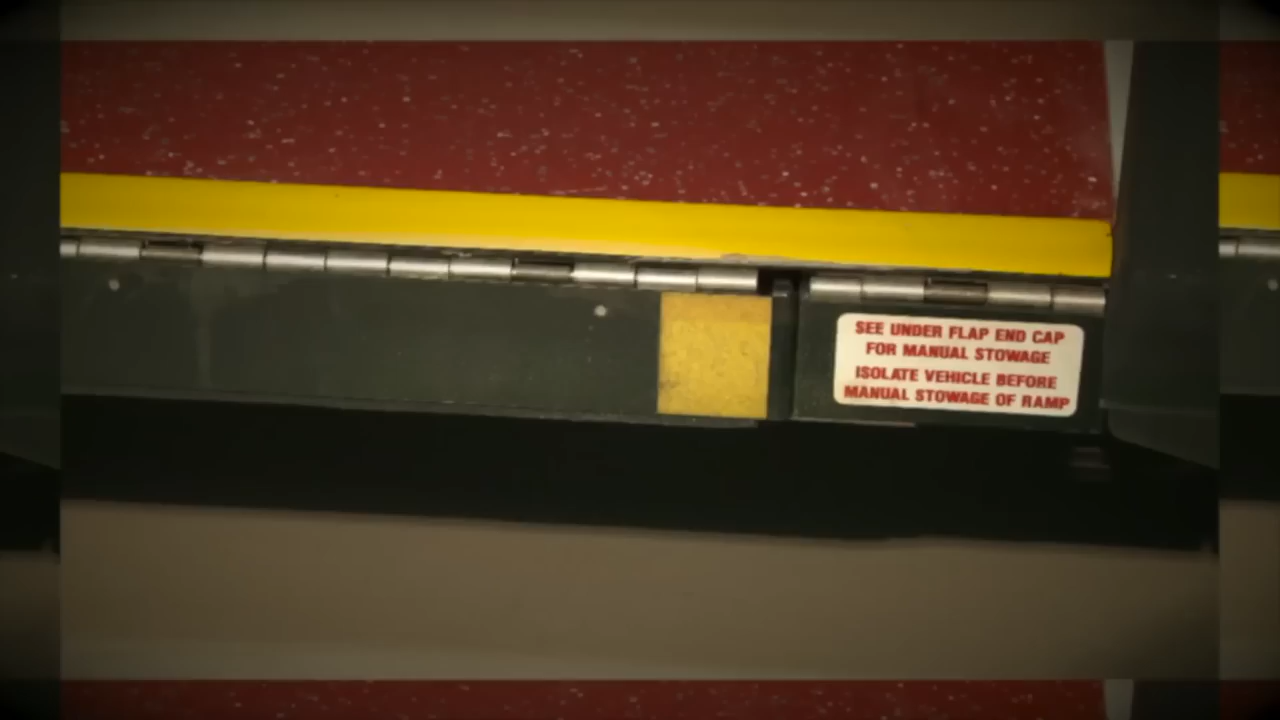 SEE UNDER FLAP END CAP
FOR MANUAL STOWAGE
ISOLATE VEHICLE BEFORE
MANUAL STOWAGE OF RAMP